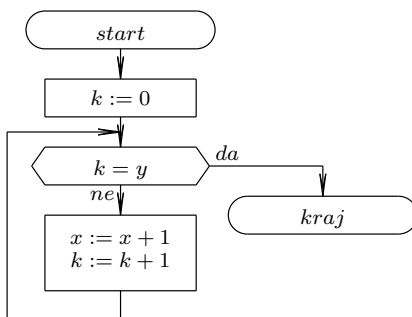 start
k := 0
k = y
da
ne
x := x + 1
k := k + 1
kraj